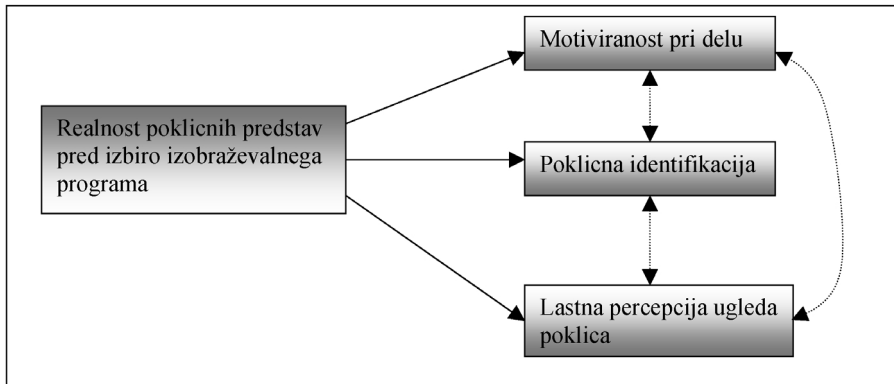 Realnost poklicnih predstav
pred izbiro izobraževalnega
programa
Motiviranost pri delu
Poklicna identifikacija
Lastna percepcija ugleda
poklica